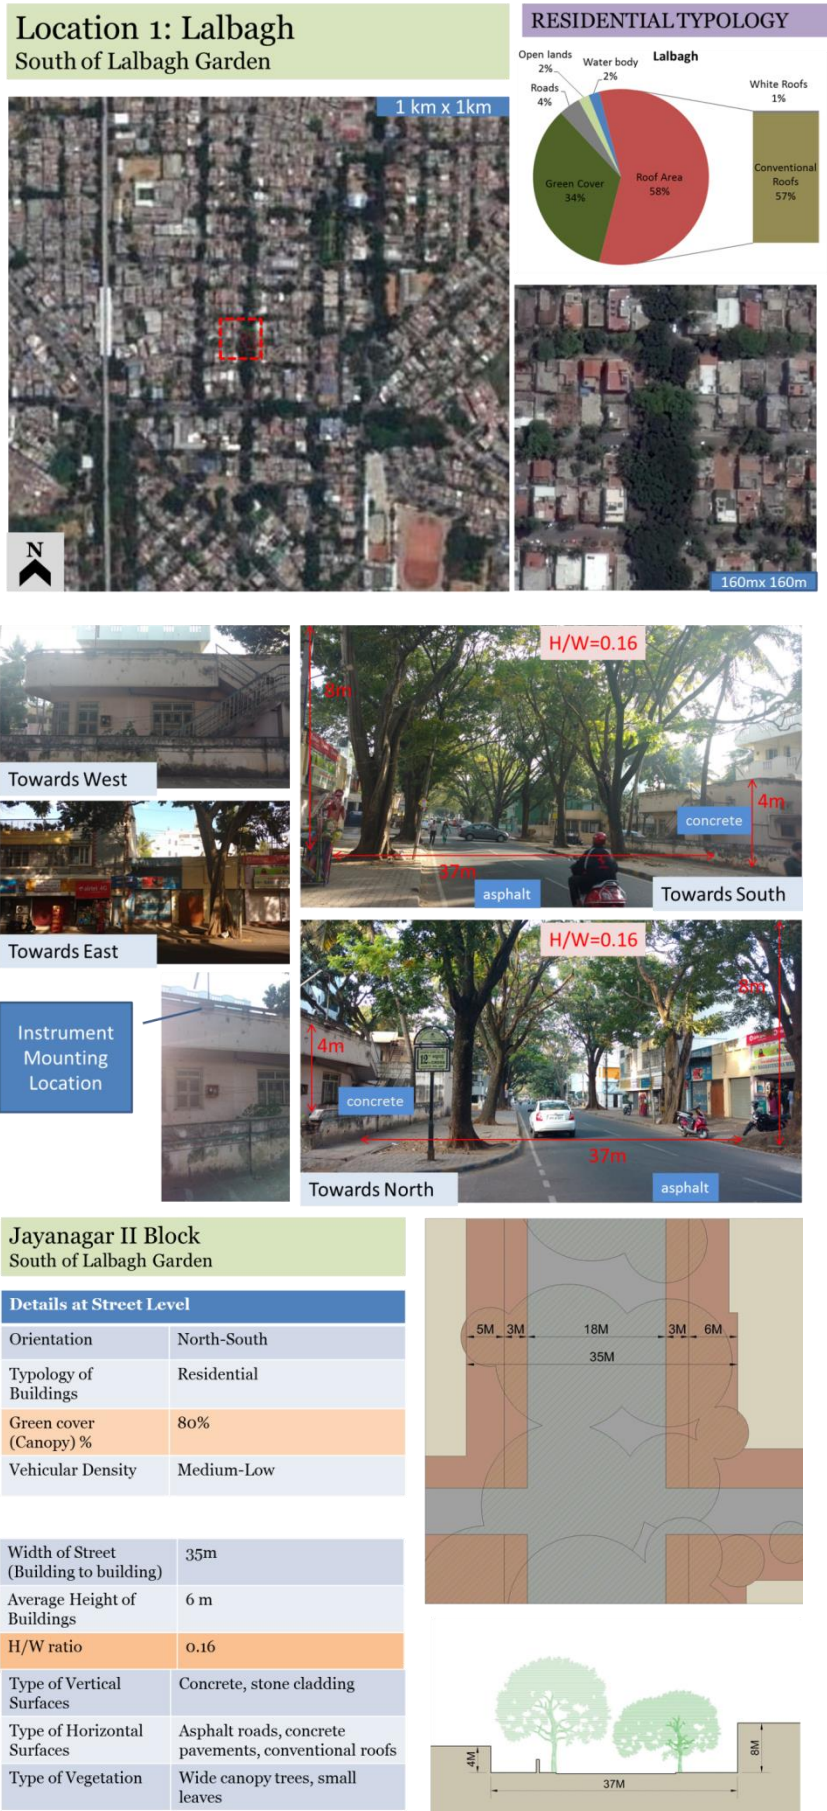 Location 1: Lalbagh
South of Lalbagh Garden
RESIDENTIAL TYPOLOGY
Lalbagh
Open lands
2%
Water body
2%
Roads
4%
Green Cover
34%
Roof Area
58%
White Roofs
1%
Conventional
Roofs
57%
1 km x 1km
N
160mx 160m
Towards West
Towards East
Instrument
Mounting
Location
H/W=0.16
8m
4m
concrete
37m
asphalt
Towards South
H/W=0.16
8m
4m
12
concrete
37m
Towards North
asphalt
Jayanagar II Block
South of Lalbagh Garden
Details at Street Level
Orientation North-South
Typology of Residential
Buildings
Green cover 80%
(Canopy) %
Vehicular Density Medium-Low
Width of Street 35m
(Building to building)
Average Height of 6 m
Buildings
H/W ratio 0.16
Type of Vertical Concrete, stone cladding
Surfaces
Type of Horizontal Asphalt roads, concrete
Surfaces pavements, conventional roofs
Type of Vegetation Wide canopy trees, small
leaves
5M 3M 18M 3M 6M
35M
4M
8M
37M